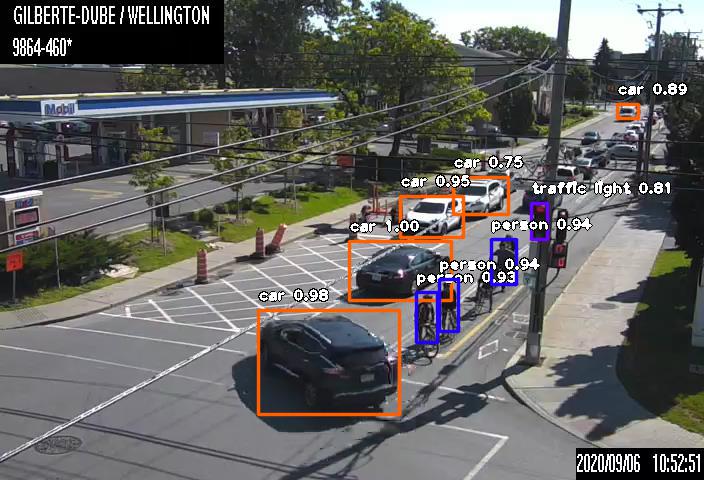 GILBERTE-DUBE / WELLINGTON
9864-460*
car 0.89
Mobil
car 0.75
car 0.95
traffic light 0.81
car 1.00
person 0.94
person 0.94
person 0.93
car 0.98
2020/09/06 10:52:51